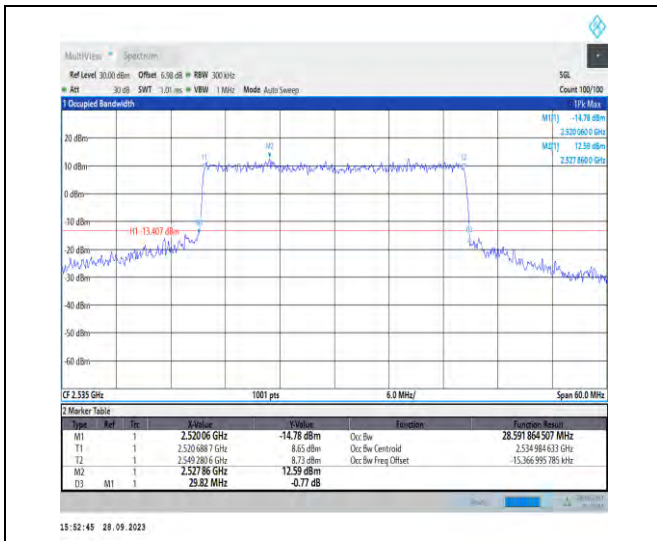 MultiView Spectrum
Ref Level 30.00 dBm Offset 6.98 dB RBW 300 kHz SGL
Att 30 dB SWT 1.01 ms VBW 1 MHz Mode Auto Sweep Count 100/100
1 Occupied Bandwidth 1Pk Max
M1[1] -14.78 dBm
2.520 060 0 GHz
M2[1] 12.59 dBm
2.527 860 0 GHz
20 dBm
M2
T1 T2
10 dBm
0 dBm
-10 dBm
H1 -13.407 dBm
-20 dBm
-30 dBm
-40 dBm
-50 dBm
-60 dBm
CF 2.535 GHz 1001 pts 6.0 MHz/ Span 60.0 MHz
2 Marker Table
Type Ref Trc X-Value Y-Value Function Function Result
M1 1 2.520 06 GHz -14.78 dBm Occ Bw 28.591 864 507 MHz
T1 1 2.520 688 7 GHz 8.65 dBm Occ Bw Centroid 2.534 984 633 GHz
T2 1 2.549 280 6 GHz 8.73 dBm Occ Bw Freq Offset -15.366 995 785 kHz
M2 1 2.527 86 GHz 12.59 dBm
D3 M1 1 29.82 MHz -0.77 dB
15:52:45 28.09.2023